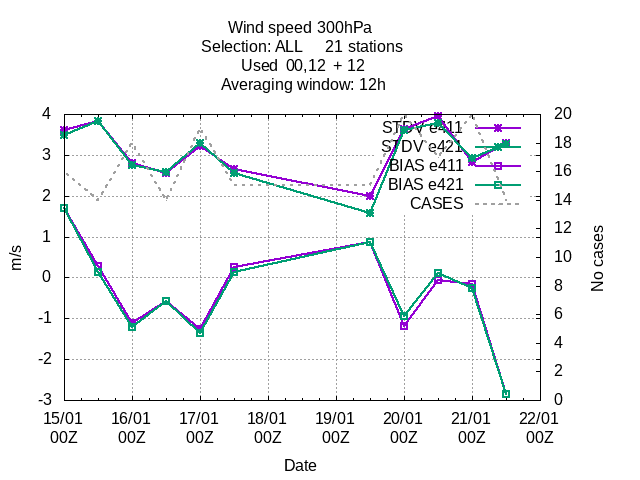 Wind speed 300hPa
Selection: ALL 21 stations
Used 00,12 + 12
Averaging window: 12h
4
3
2
1
0
-1
-2
-3
m/s
STDV e411
STDV e421
BIAS e411
BIAS e421
CASES
20
18
16
14
12
10
8
6
4
2
0
No cases
15/01 16/01 17/01 18/01 19/01 20/01 21/01 22/01
00Z 00Z 00Z 00Z 00Z 00Z 00Z 00Z
Date